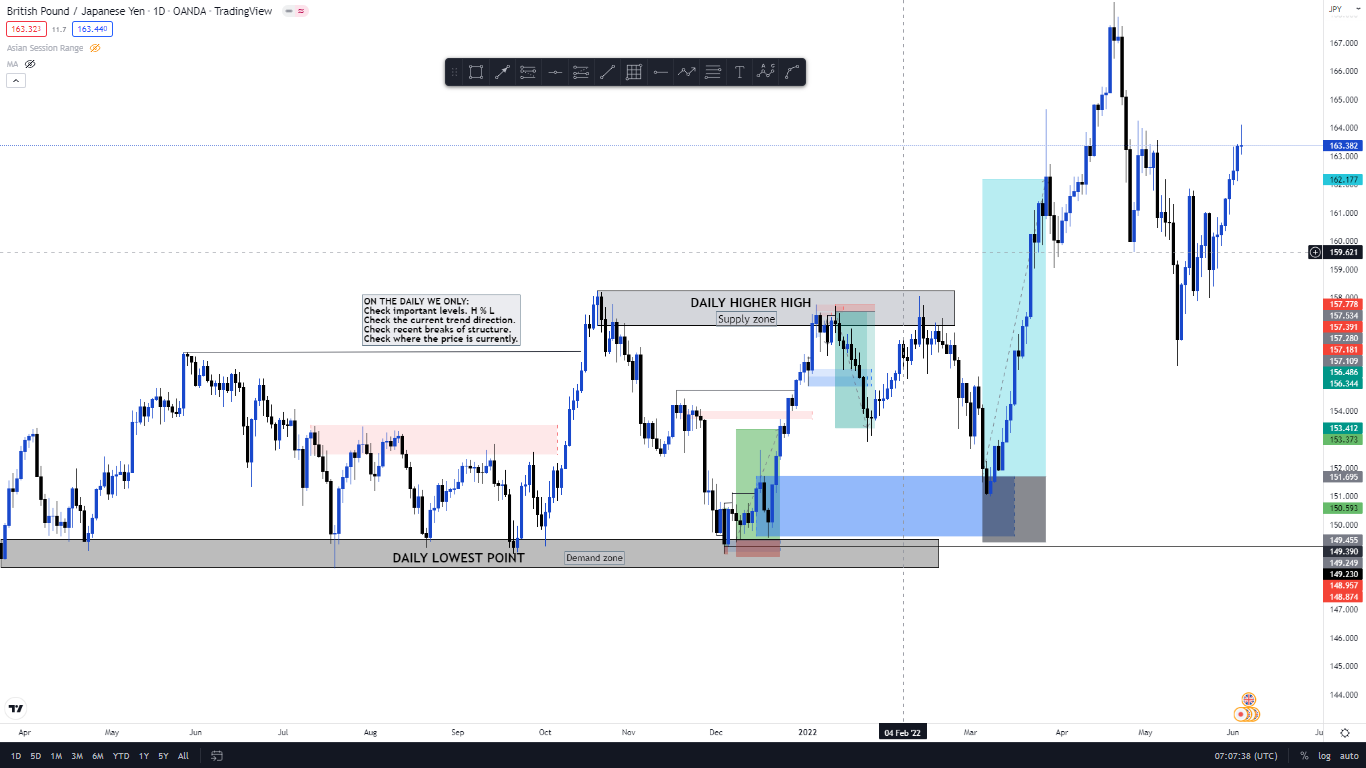 British Pound / Japanese Yen · 1D · OANDA · TradingView
163.323 11.7 163.440
Asian Session Range
MA
JPY
167.000
166.000
165.000
164.000
163.382
163.000
162.177
161.000
160.000
159.621
159.000
158.000
157.778
157.534
157.391
157.280
157.181
157.109
156.486
156.344
154.000
153.412
153.373
152.000
151.695
151.000
150.593
150.000
149.455
149.390
149.249
149.230
148.957
148.874
147.000
146.000
145.000
144.000
ON THE DAILY WE ONLY:
Check important levels. H % L
Check the current trend direction.
Check recent breaks of structure.
Check where the price is currently.
DAILY HIGHER HIGH
Supply zone
DAILY LOWEST POINT
Demand zone
Apr May Jun Jul Aug Sep Oct Nov Dec 2022 04 Feb '22 Mar Apr May Jun Ju
1D 5D 1M 3M 6M YTD 1Y 5Y All 07:07:38 (UTC) % log auto